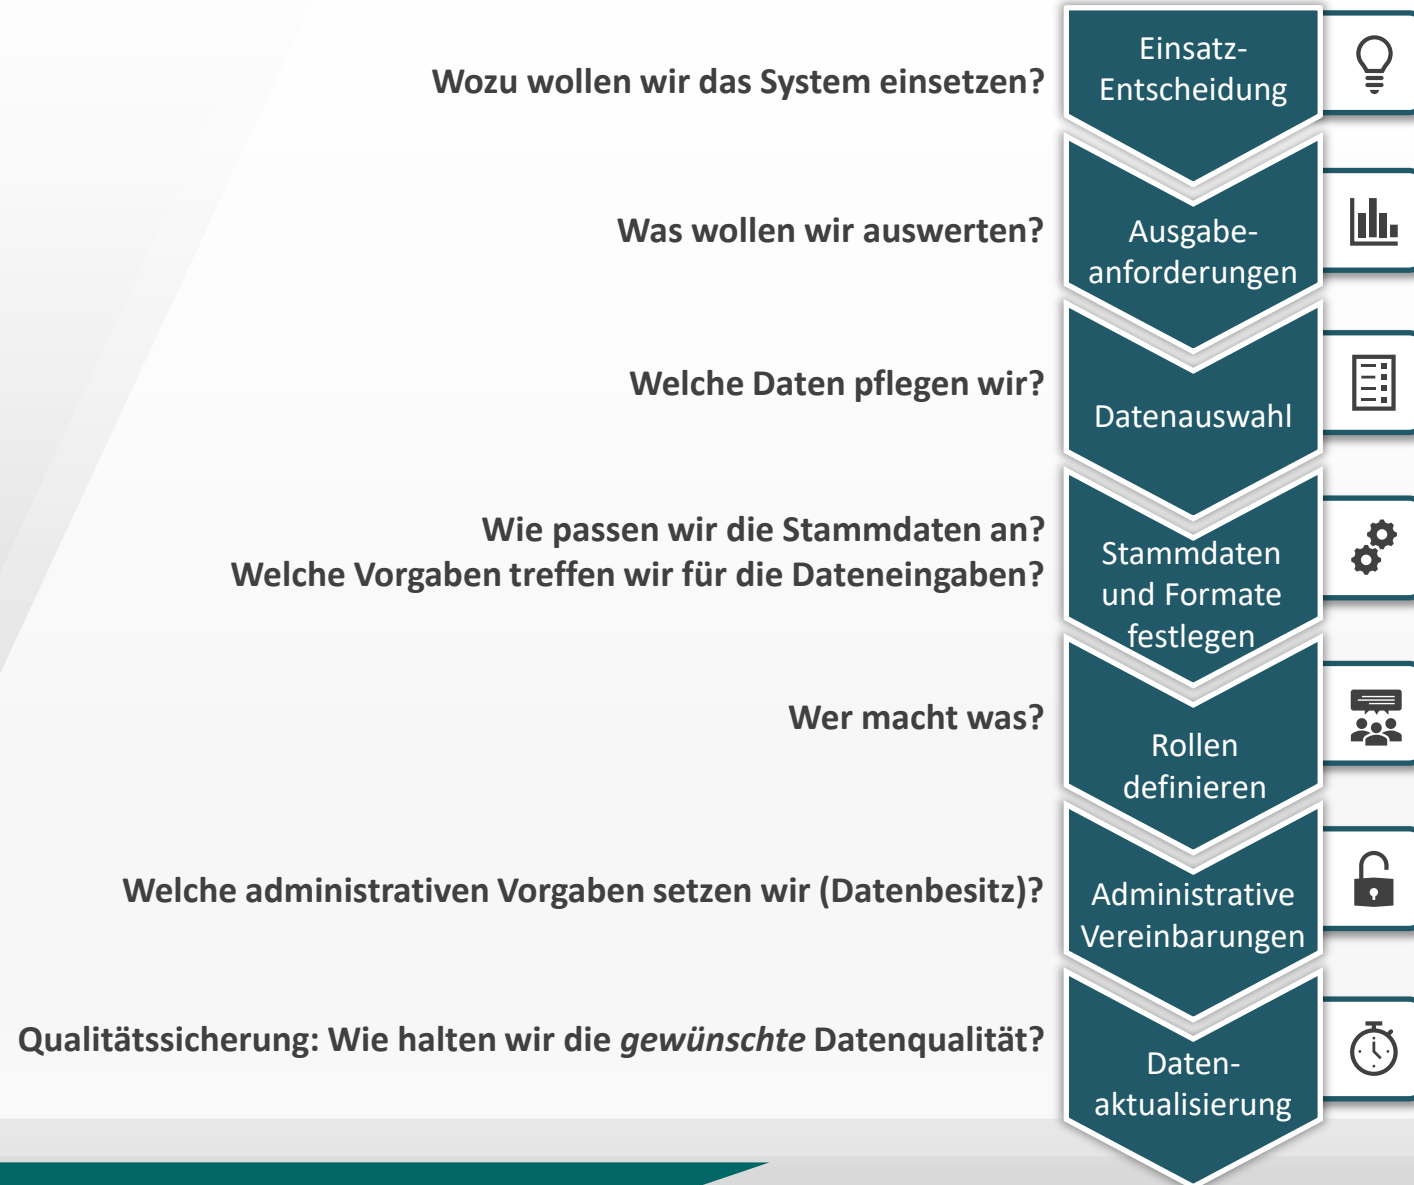 Wozu wollen wir das System einsetzen?
Einsatz-
Entscheidung
Was wollen wir auswerten?
Ausgabe-
anforderungen
Welche Daten pflegen wir?
Datenauswahl
Wie passen wir die Stammdaten an?
Welche Vorgaben treffen wir für die Dateneingaben?
Stammdaten
und Formate
festlegen
Wer macht was?
Rollen
definieren
Welche administrativen Vorgaben setzen wir (Datenbesitz)?
Administrative
Vereinbarungen
Qualitätssicherung: Wie halten wir die gewünschte Datenqualität?
Daten-
aktualisierung